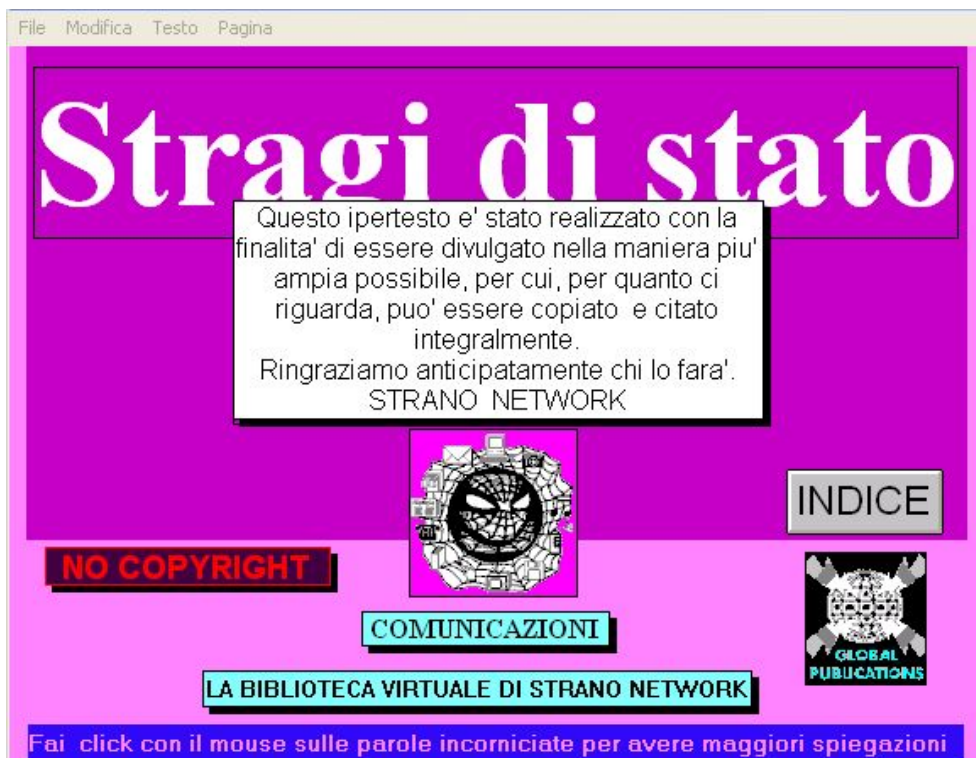 File Modifica Testo Pagina
Stragi di stato
Questo ipertesto e' stato realizzato con la
finalita' di essere divulgato nella maniera piu'
ampia possibile, per cui, per quanto ci
riguarda, puo' essere copiato e citato
integralmente.
Ringraziamo anticipatamente chi lo fara'.
STRANO NETWORK
INDICE
NO COPYRIGHT
COMUNICAZIONI
GLOBAL
PUBLICATIONS
LA BIBLIOTECA VIRTUALE DI STRANO NETWORK
Fai click con il mouse sulle parole incorniciate per avere maggiori spiegazioni